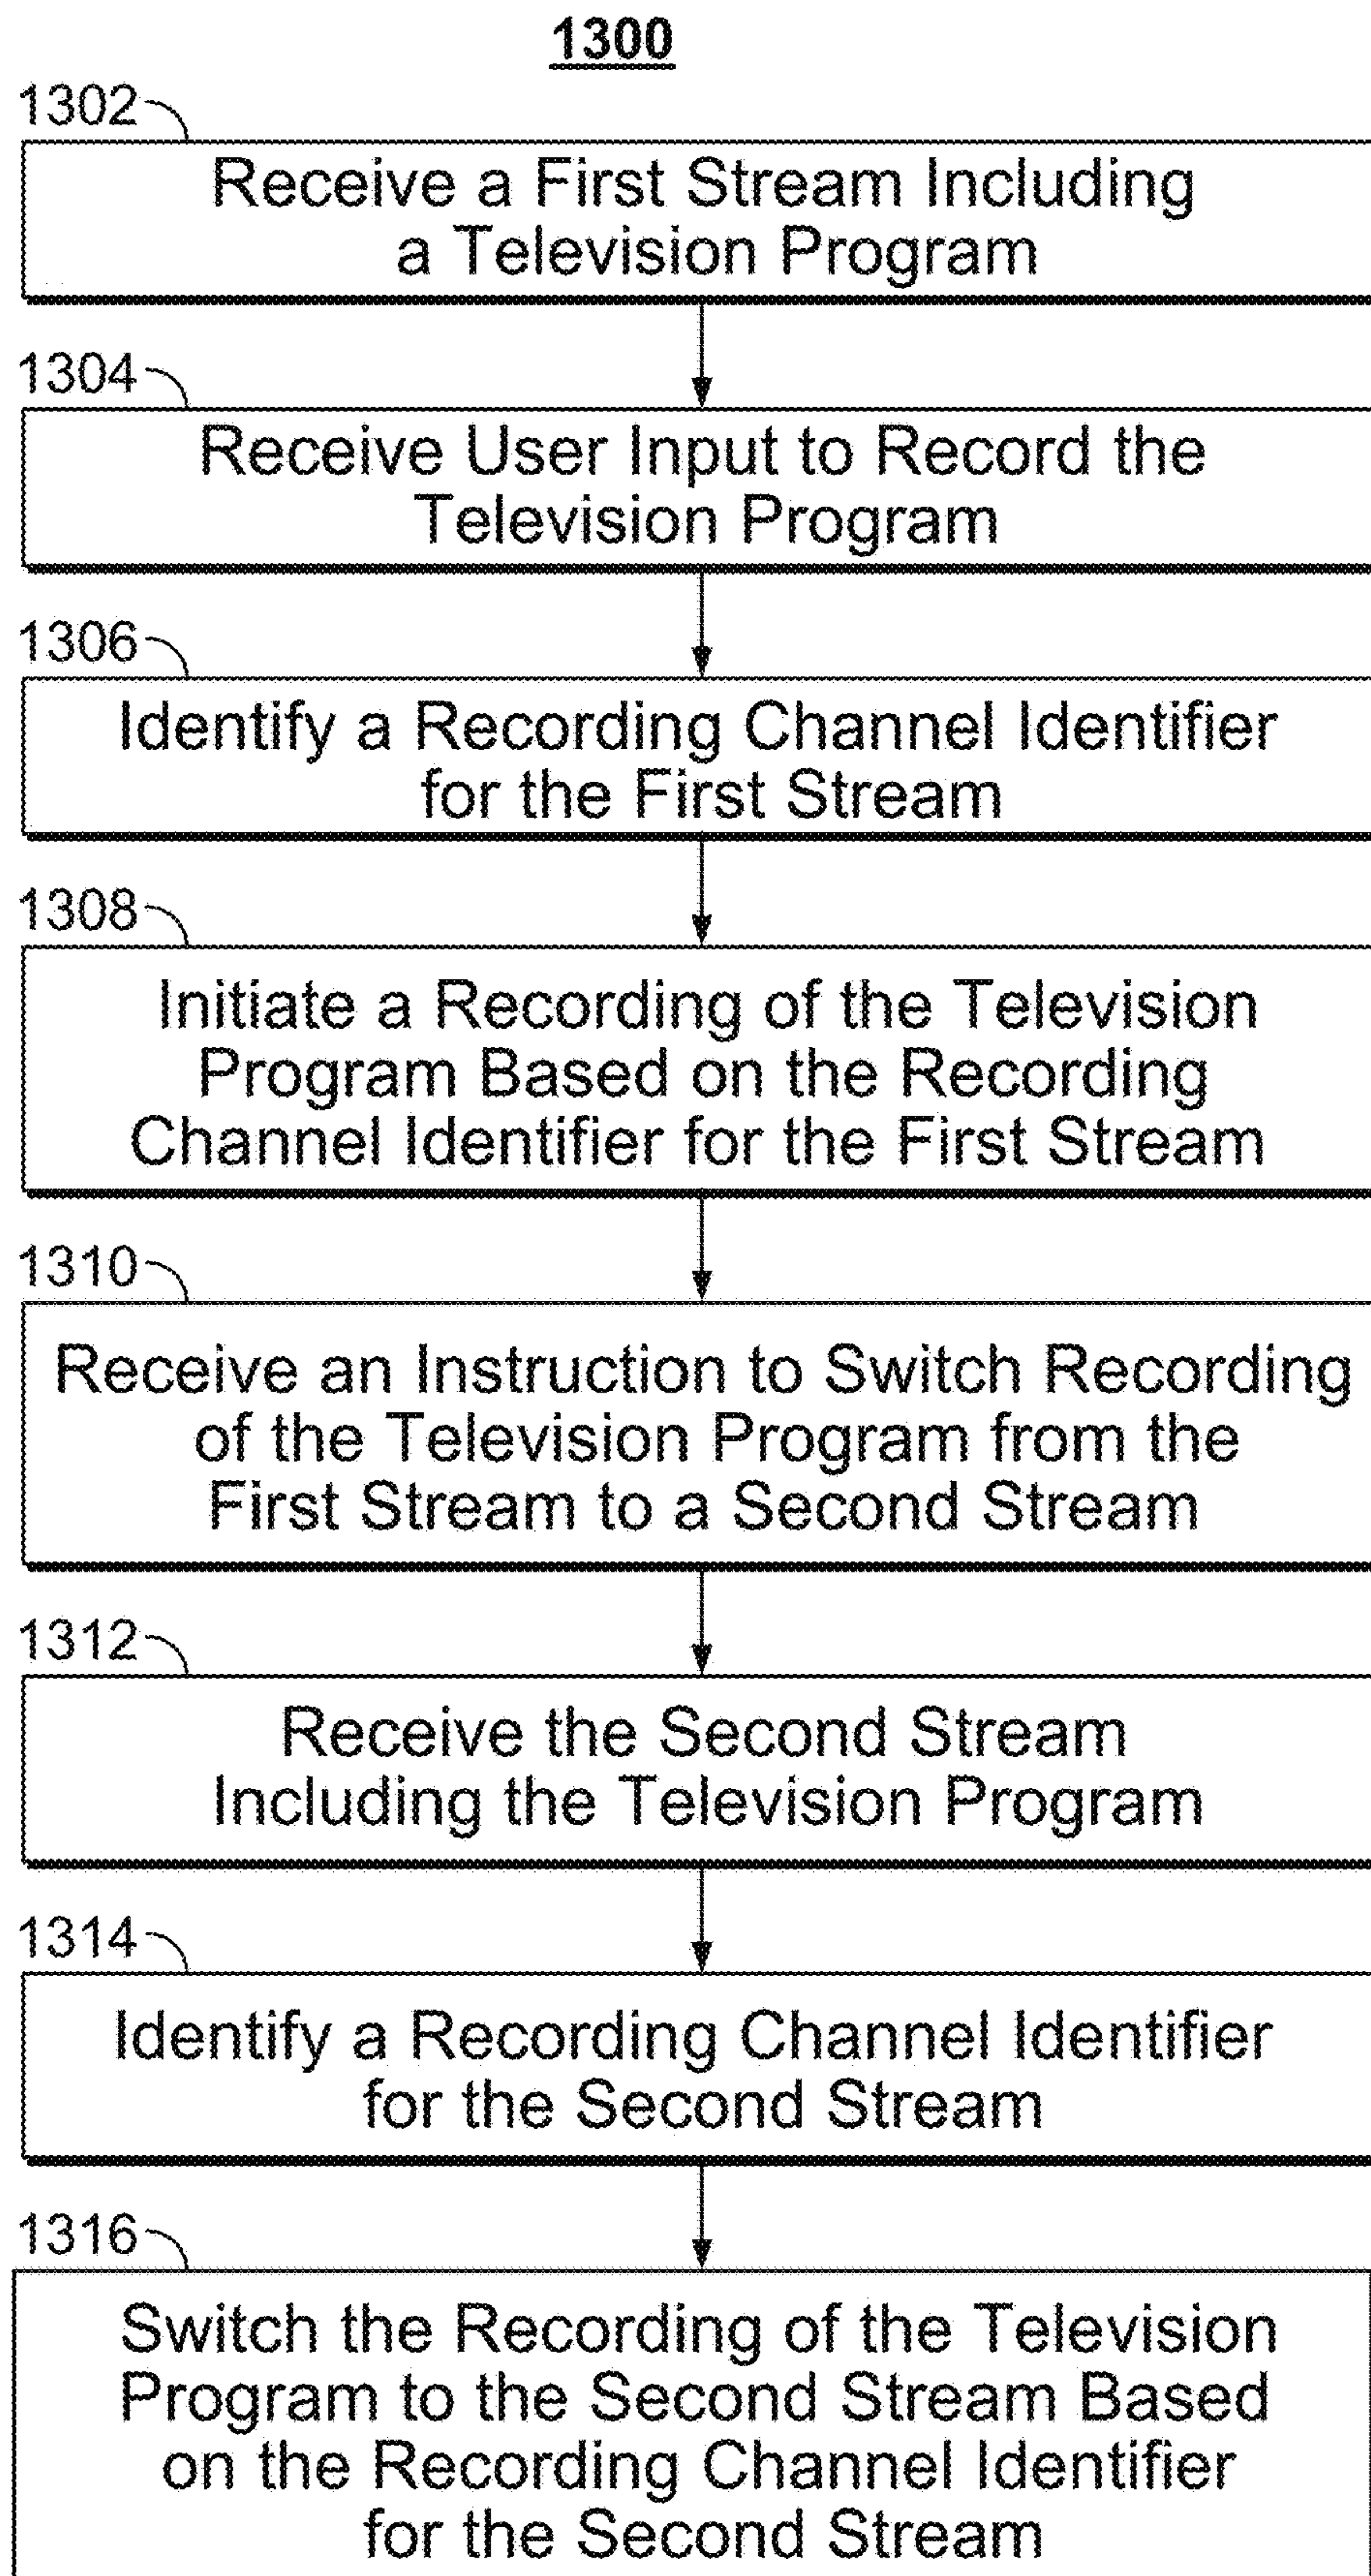 1300
1302
Receive a First Stream Including
a Television Program
1304
Receive User Input to Record the
Television Program
1306
Identify a Recording Channel Identifier
for the First Stream
1308
Initiate a Recording of the Television
Program Based on the Recording
Channel Identifier for the First Stream
1310
Receive an Instruction to Switch Recording
of the Television Program from the
First Stream to a Second Stream
1312
Receive the Second Stream
Including the Television Program
1314
Identify a Recording Channel Identifier
for the Second Stream
1316
Switch the Recording of the Television
Program to the Second Stream Based
on the Recording Channel Identifier
for the Second Stream